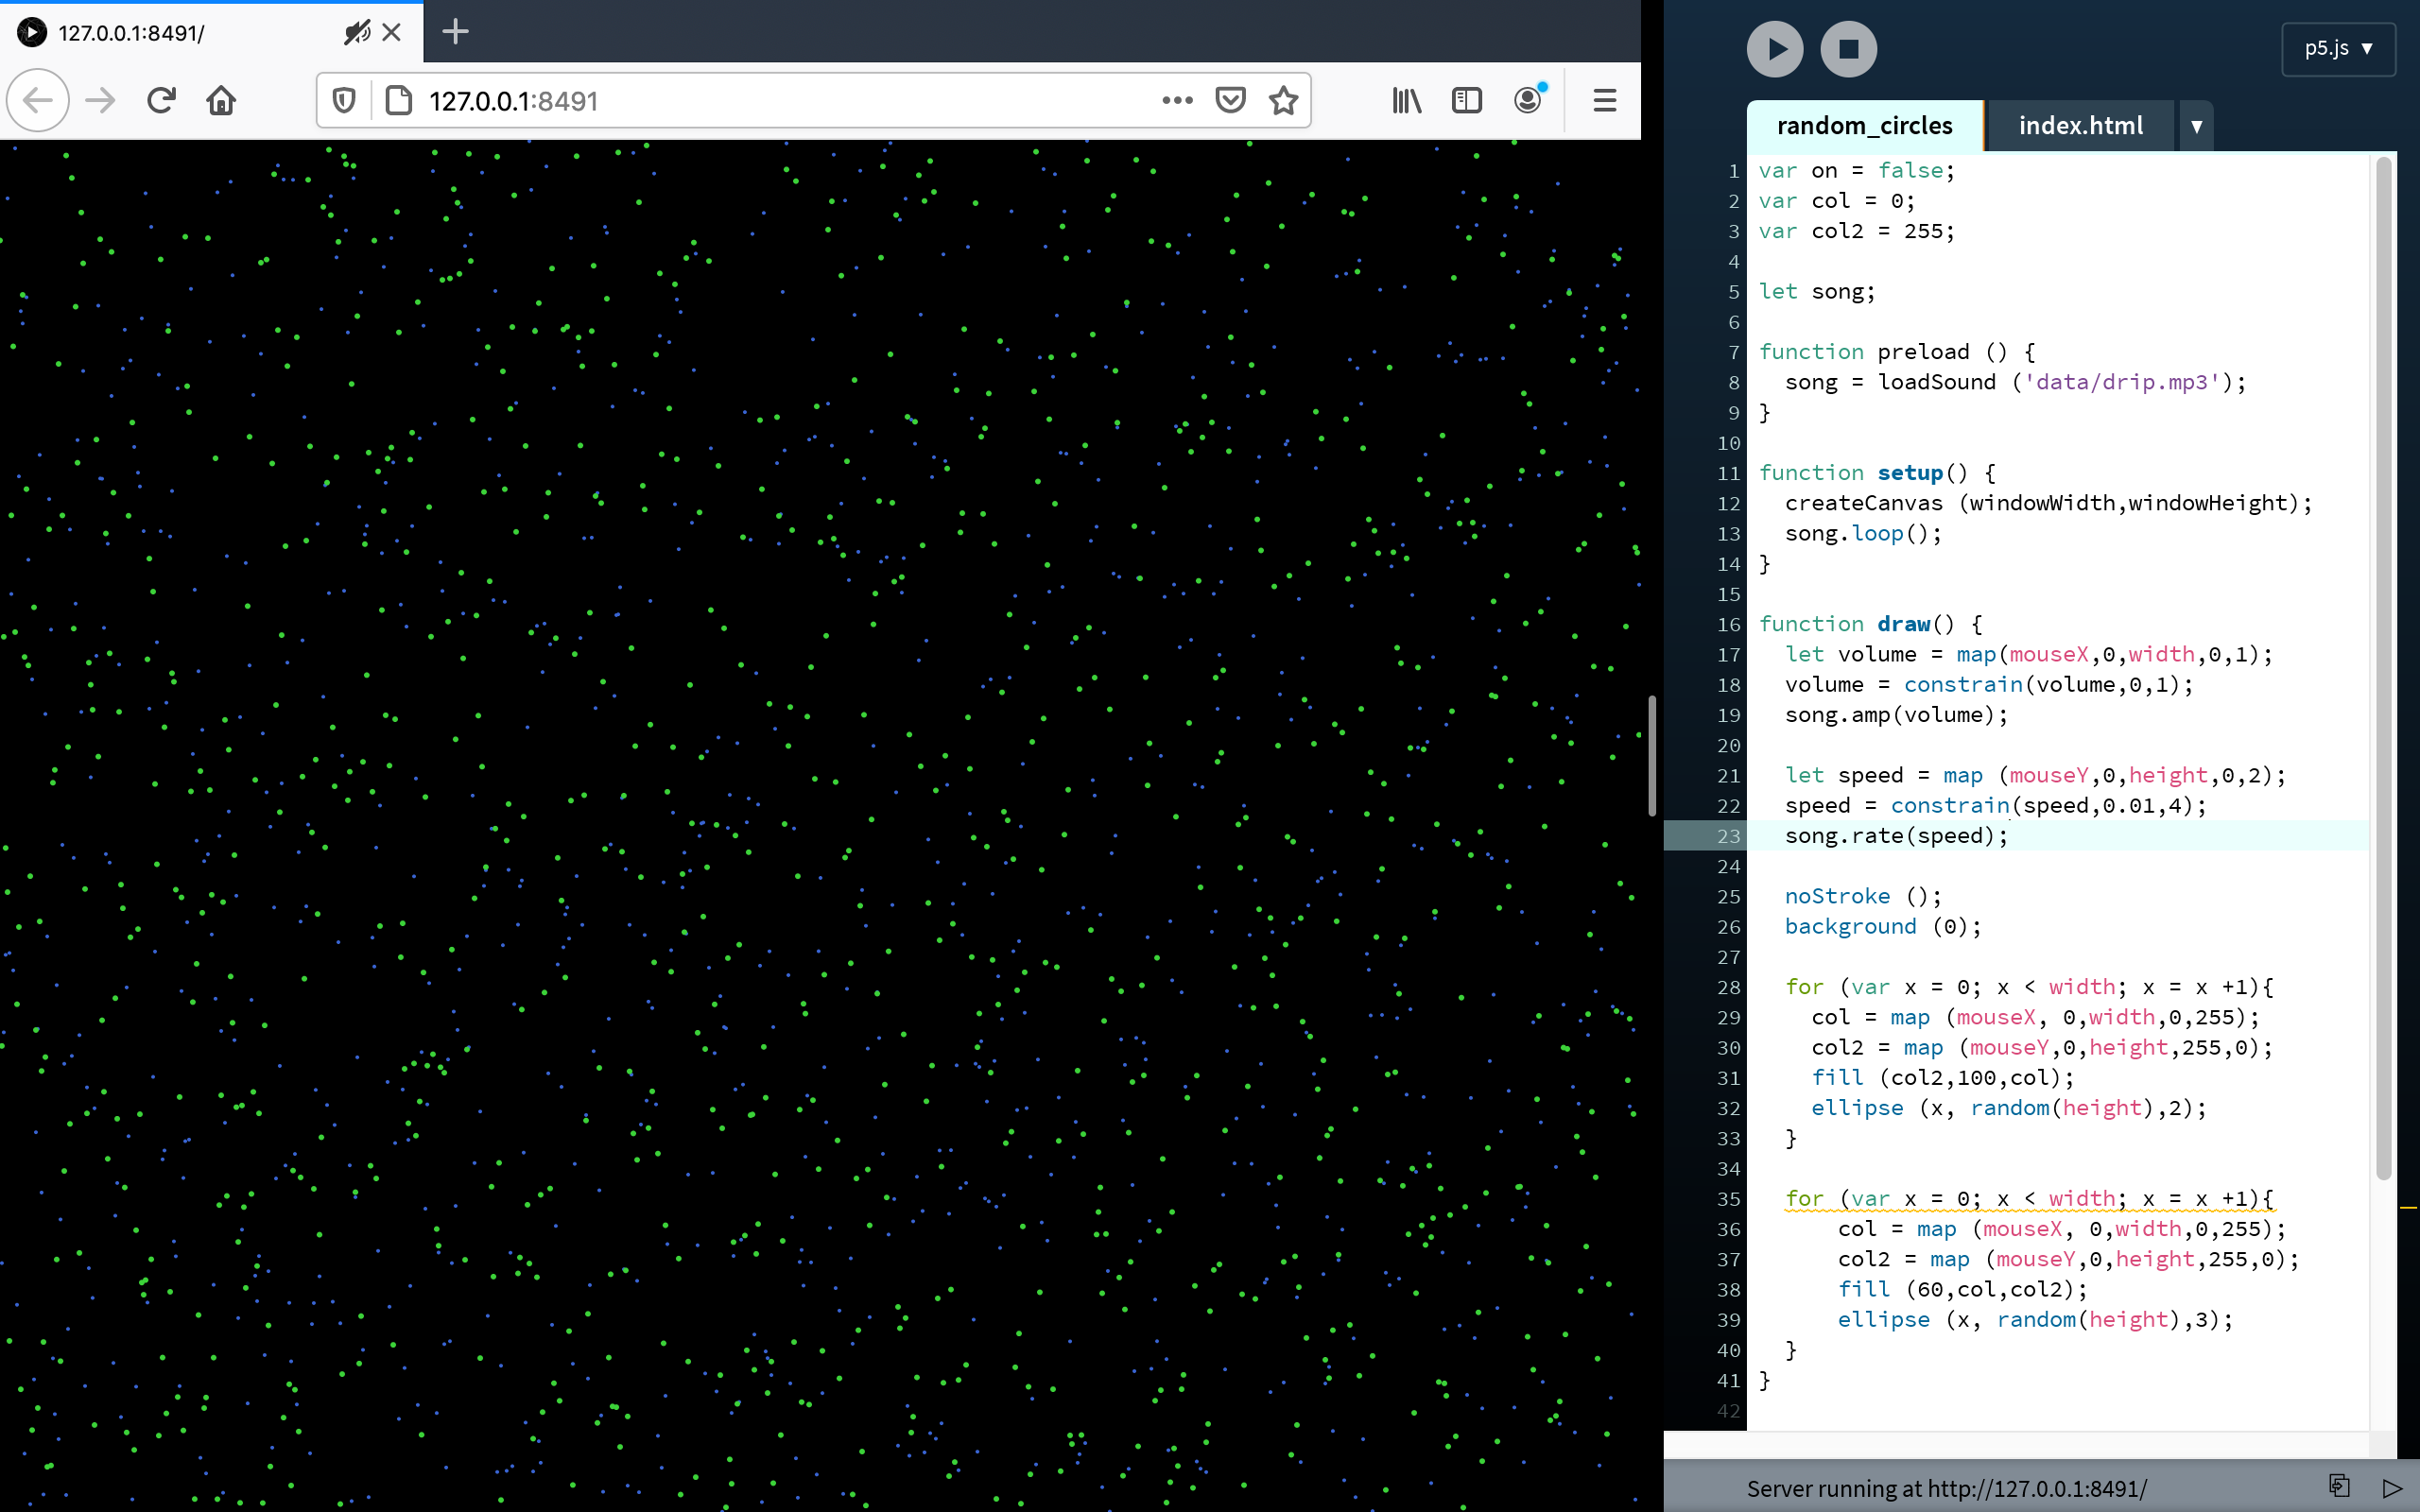 127.0.0.1:8491/
127.0.0.1:8491
p5.js ▼
random_circles
index.html
▼
1 var on = false;
2 var col = 0;
3 var col2 = 255;
4
5 let song;
6
7 function preload () {
8 song = loadSound ('data/drip.mp3');
9 }
10
11 function setup() {
12 createCanvas (windowWidth,windowHeight);
13 song.loop();
14 }
15
16 function draw() {
17 let volume = map(mouseX,0,width,0,1);
18 volume = constrain(volume,0,1);
19 song.amp(volume);
20
21 let speed = map (mouseY,0,height,0,2);
22 speed = constrain(speed,0.01,4);
23 song.rate(speed);
24
25 noStroke ();
26 background (0);
27
28 for (var x = 0; x < width; x = x +1){
29 col = map (mouseX, 0,width,0,255);
30 col2 = map (mouseY,0,height,255,0);
31 fill (col2,100,col);
32 ellipse (x, random(height),2);
33 }
34
35 for (var x = 0; x < width; x = x +1){
36 col = map (mouseX, 0,width,0,255);
37 col2 = map (mouseY,0,height,255,0);
38 fill (60,col,col2);
39 ellipse (x, random(height),3);
40 }
41 }
42
Server running at http://127.0.0.1:8491/